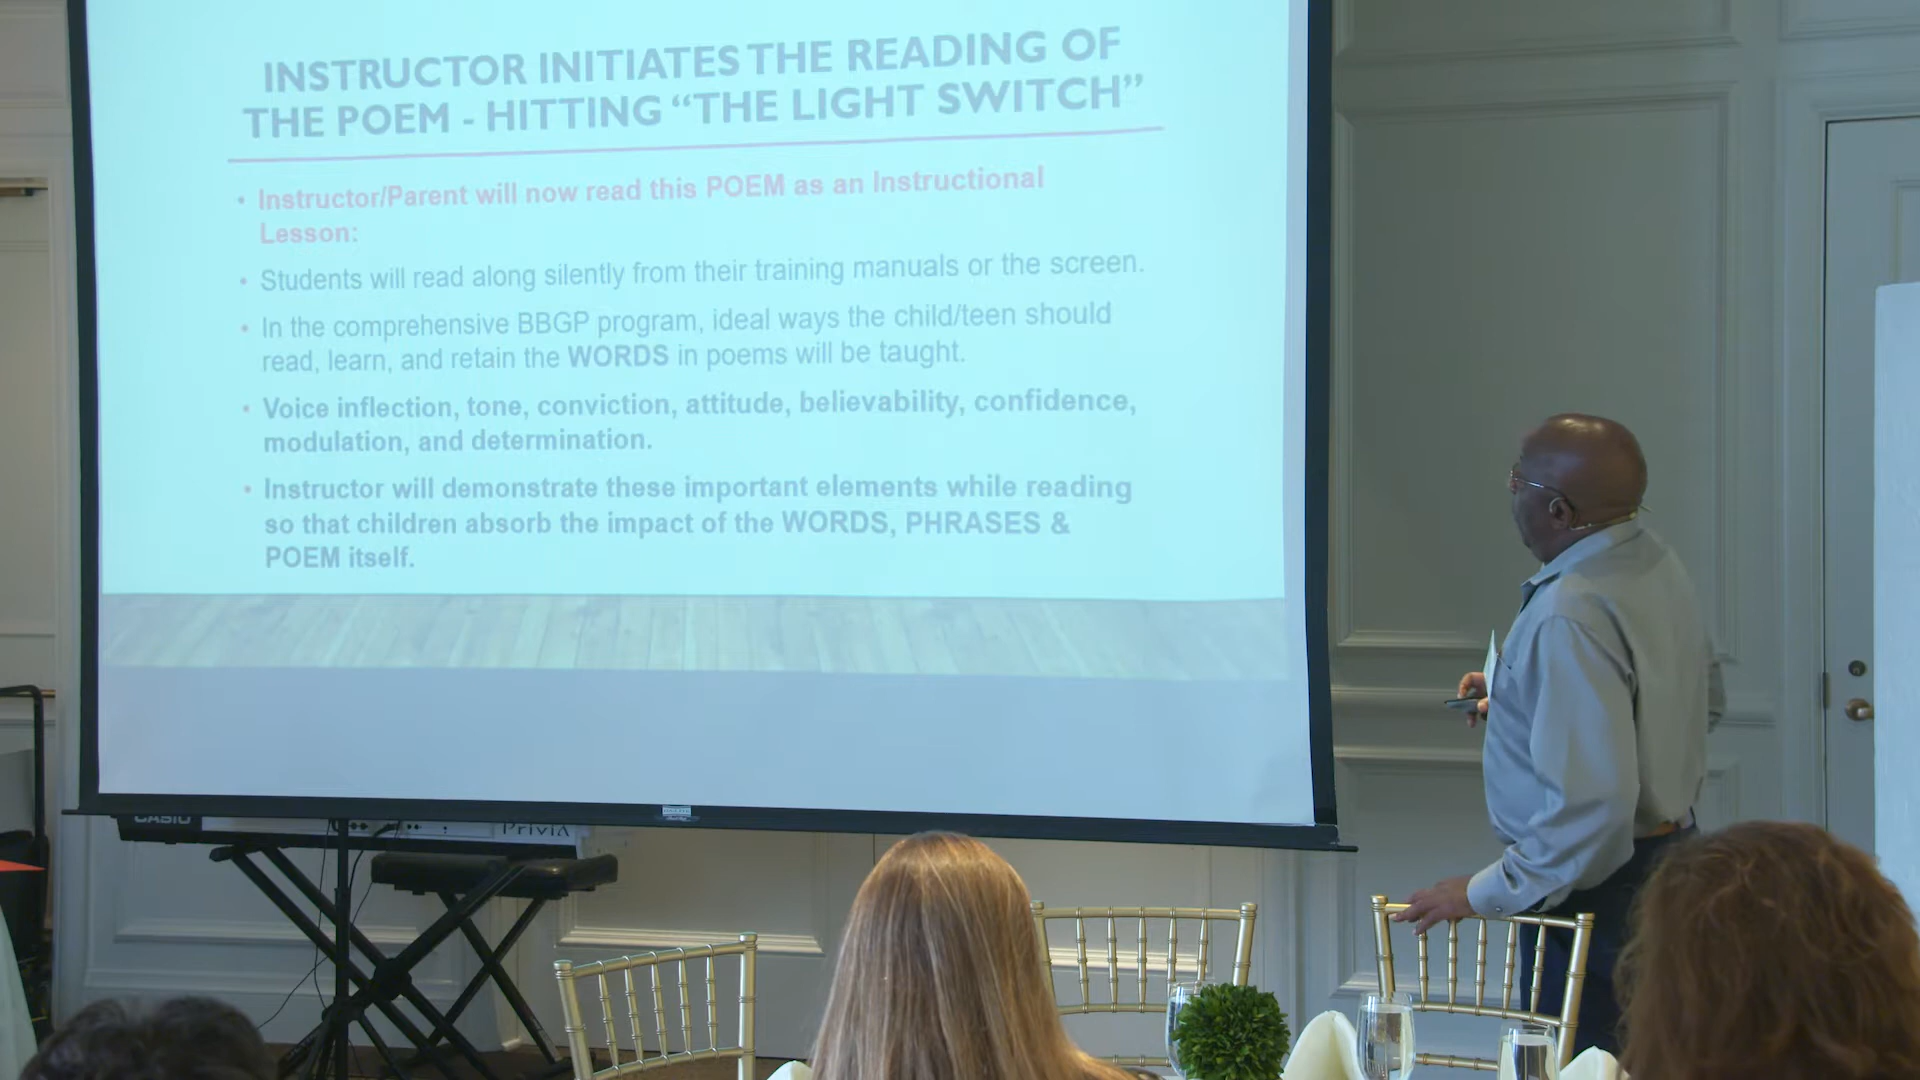 INSTRUCTOR INITIATES THE READING OF
THE POEM - HITTING “THE LIGHT SWITCH”
• Instructor/Parent will now read this POEM as an Instructional
Lesson:
• Students will read along silently from their training manuals or the screen.
• In the comprehensive BBGP program, ideal ways the child/teen should
read, learn, and retain the WORDS in poems will be taught.
• Voice inflection, tone, conviction, attitude, believability, confidence,
modulation, and determination.
• Instructor will demonstrate these important elements while reading
so that children absorb the impact of the WORDS, PHRASES &
POEM itself.
CASIO
Privia